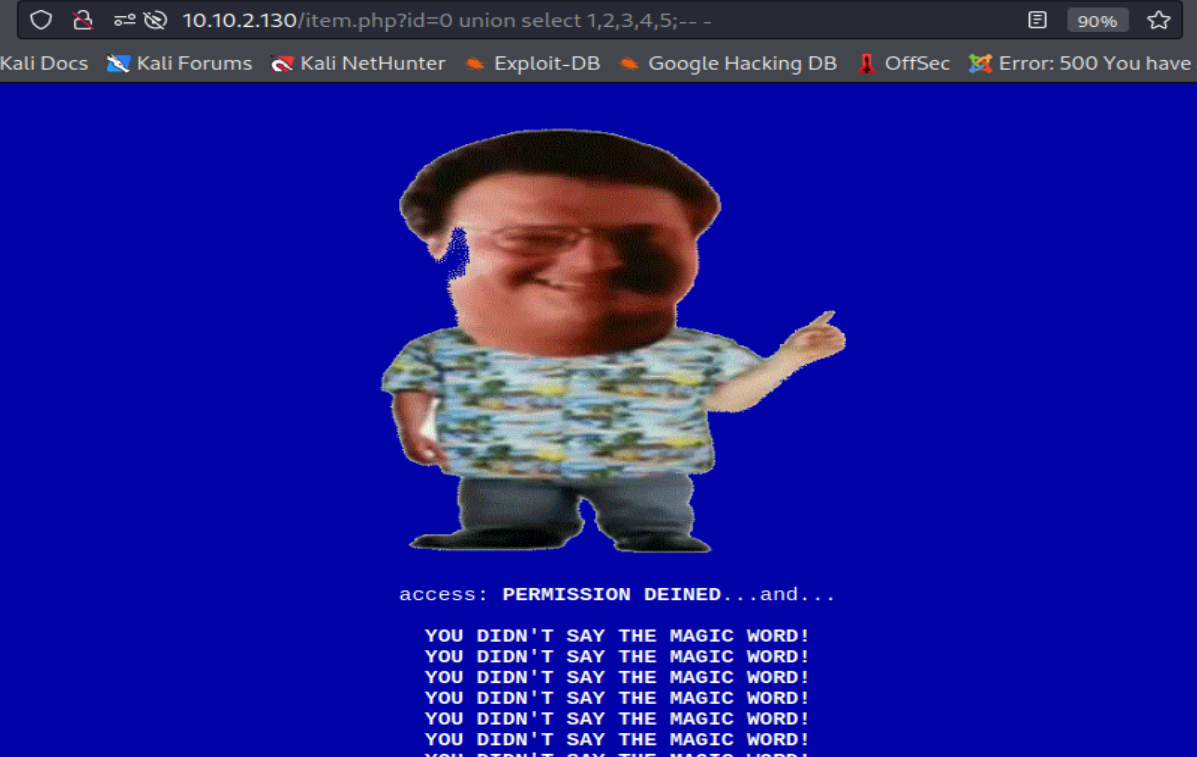 10.10.2.130/item.php?id=0 union select 1,2,3,4,5;-- -
90%
Kali Docs Kali Forums Kali NetHunter Exploit-DB Google Hacking DB OffSec Error: 500 You have
access: PERMISSION DEINED...and...
YOU DIDN'T SAY THE MAGIC WORD!
YOU DIDN'T SAY THE MAGIC WORD!
YOU DIDN'T SAY THE MAGIC WORD!
YOU DIDN'T SAY THE MAGIC WORD!
YOU DIDN'T SAY THE MAGIC WORD!
YOU DIDN'T SAY THE MAGIC WORD!